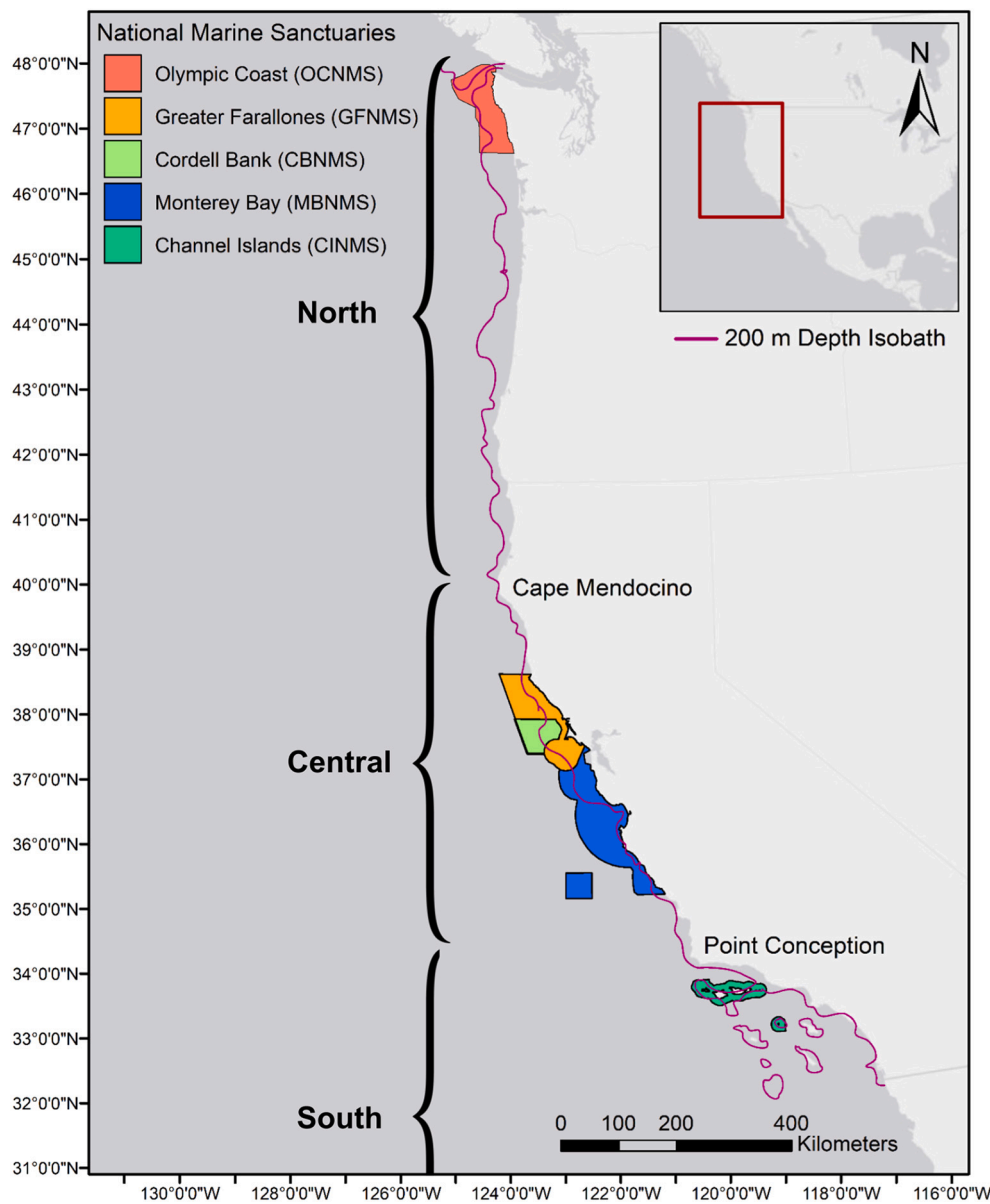 National Marine Sanctuaries
Olympic Coast (OCNMS)
Greater Farallones (GFNMS)
Cordell Bank (CBNMS)
Monterey Bay (MBNMS)
Channel Islands (CINMS)
N
200 m Depth Isobath
North
Cape Mendocino
Central
Point Conception
South
0 100 200 400
Kilometers
48°0'0"N
47°0'0"N
46°0'0"N
45°0'0"N
44°0'0"N
43°0'0"N
42°0'0"N
41°0'0"N
40°0'0"N
39°0'0"N
38°0'0"N
37°0'0"N
36°0'0"N
35°0'0"N
34°0'0"N
33°0'0"N
32°0'0"N
31°0'0"N
130°0'0"W 128°0'0"W 126°0'0"W 124°0'0"W 122°0'0"W 120°0'0"W 118°0'0"W 116°0'0"W